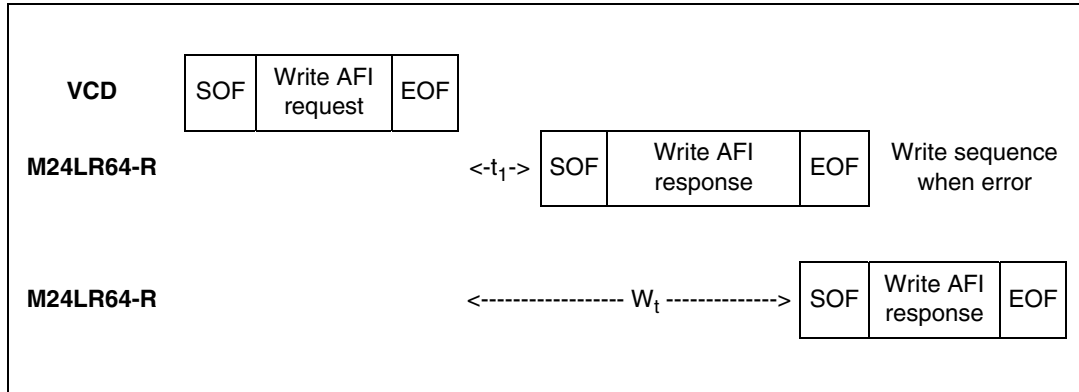 VCD SOF Write AFI request EOF
M24LR64-R <-t1-> SOF Write AFI response EOF Write sequence when error
M24LR64-R <------------------ Wt -------------> SOF Write AFI response EOF